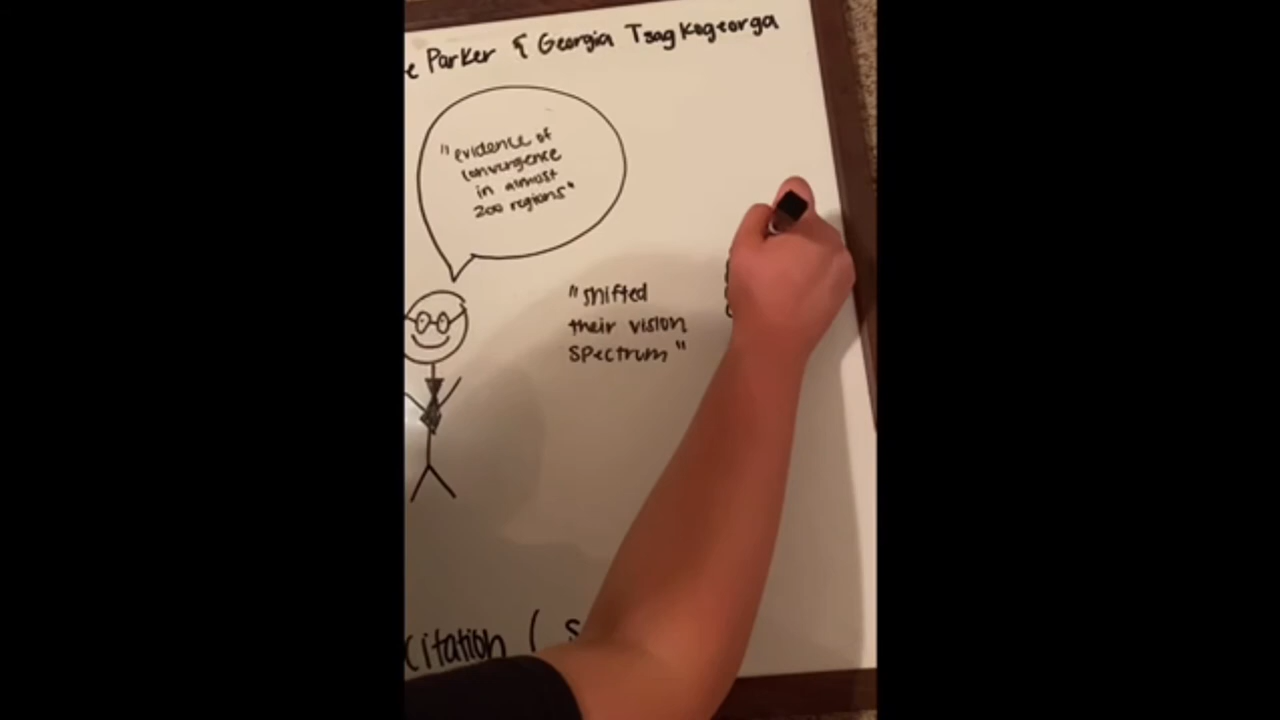 e Parker & Georgia Tsagkogeorga
"evidence of
convergence
in almost
200 regions"
"shifted
their vision
spectrum"
citation ( s